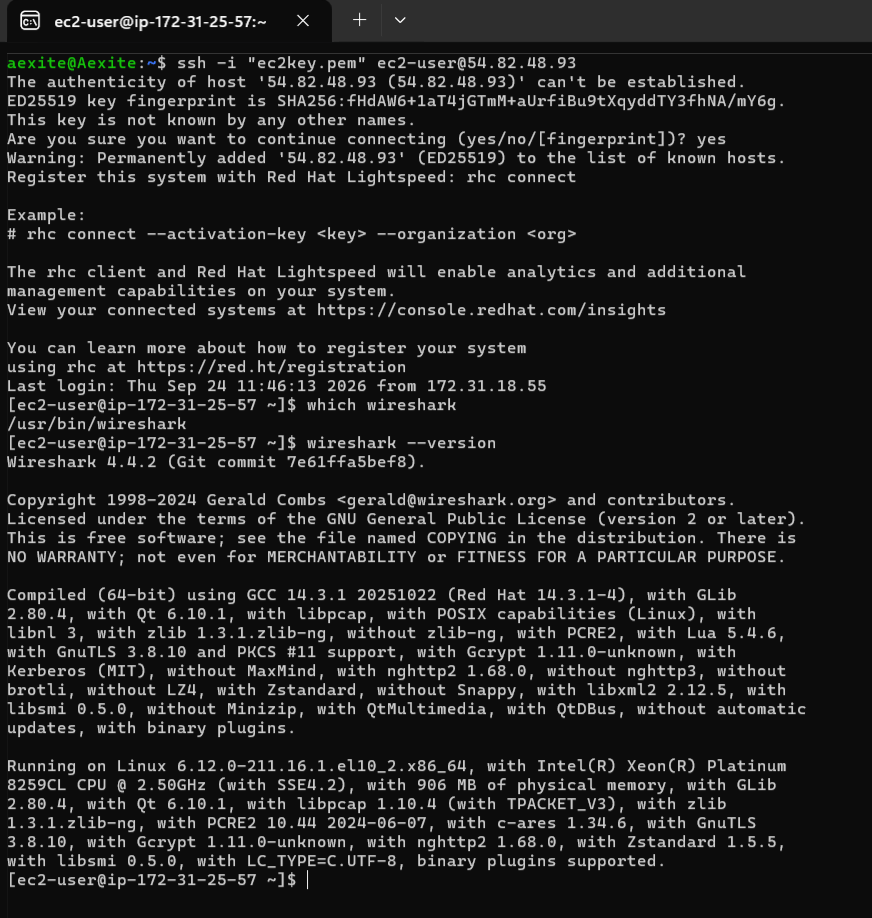 ec2-user@ip-172-31-25-57:~
aexite@Aexite:~$ ssh -i "ec2key.pem" ec2-user@54.82.48.93
The authenticity of host '54.82.48.93 (54.82.48.93)' can't be established.
ED25519 key fingerprint is SHA256:fHdAW6+1aT4jGTmM+aUrfiBu9tXqyddTY3fhNA/mY6g.
This key is not known by any other names.
Are you sure you want to continue connecting (yes/no/[fingerprint])? yes
Warning: Permanently added '54.82.48.93' (ED25519) to the list of known hosts.
Register this system with Red Hat Lightspeed: rhc connect
Example:
# rhc connect --activation-key <key> --organization <org>
The rhc client and Red Hat Lightspeed will enable analytics and additional
management capabilities on your system.
View your connected systems at https://console.redhat.com/insights
You can learn more about how to register your system
using rhc at https://red.ht/registration
Last login: Thu Sep 24 11:46:13 2026 from 172.31.18.55
[ec2-user@ip-172-31-25-57 ~]$ which wireshark
/usr/bin/wireshark
[ec2-user@ip-172-31-25-57 ~]$ wireshark --version
Wireshark 4.4.2 (Git commit 7e61ffa5bef8).
Copyright 1998-2024 Gerald Combs <gerald@wireshark.org> and contributors.
Licensed under the terms of the GNU General Public License (version 2 or later).
This is free software; see the file named COPYING in the distribution. There is
NO WARRANTY; not even for MERCHANTABILITY or FITNESS FOR A PARTICULAR PURPOSE.
Compiled (64-bit) using GCC 14.3.1 20251022 (Red Hat 14.3.1-4), with GLib
2.80.4, with Qt 6.10.1, with libpcap, with POSIX capabilities (Linux), with
libnl 3, with zlib 1.3.1.zlib-ng, without zlib-ng, with PCRE2, with Lua 5.4.6,
with GnuTLS 3.8.10 and PKCS #11 support, with Gcrypt 1.11.0-unknown, with
Kerberos (MIT), without MaxMind, with nghttp2 1.68.0, without nghttp3, without
brotli, without LZ4, with Zstandard, without Snappy, with libxml2 2.12.5, with
libsmi 0.5.0, without Minizip, with QtMultimedia, with QtDBus, without automatic
updates, with binary plugins.
Running on Linux 6.12.0-211.16.1.el10_2.x86_64, with Intel(R) Xeon(R) Platinum
8259CL CPU @ 2.50GHz (with SSE4.2), with 906 MB of physical memory, with GLib
2.80.4, with Qt 6.10.1, with libpcap 1.10.4 (with TPACKET_V3), with zlib
1.3.1.zlib-ng, with PCRE2 10.44 2024-06-07, with c-ares 1.34.6, with GnuTLS
3.8.10, with Gcrypt 1.11.0-unknown, with nghttp2 1.68.0, with Zstandard 1.5.5,
with libsmi 0.5.0, with LC_TYPE=C.UTF-8, binary plugins supported.
[ec2-user@ip-172-31-25-57 ~]$